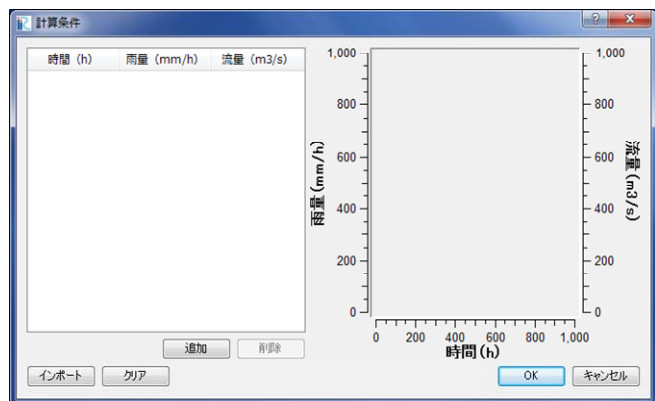 計算条件
時間 (h) 雨量 (mm/h) 流量 (m3/s)
追加 削除
インポート クリア
雨量(mm/h)
1,000
800
600
400
200
0
0 200 400 600 800 1,000
時間(h)
1,000
800
600
400
200
0
流量(m3/s)
OK キャンセル